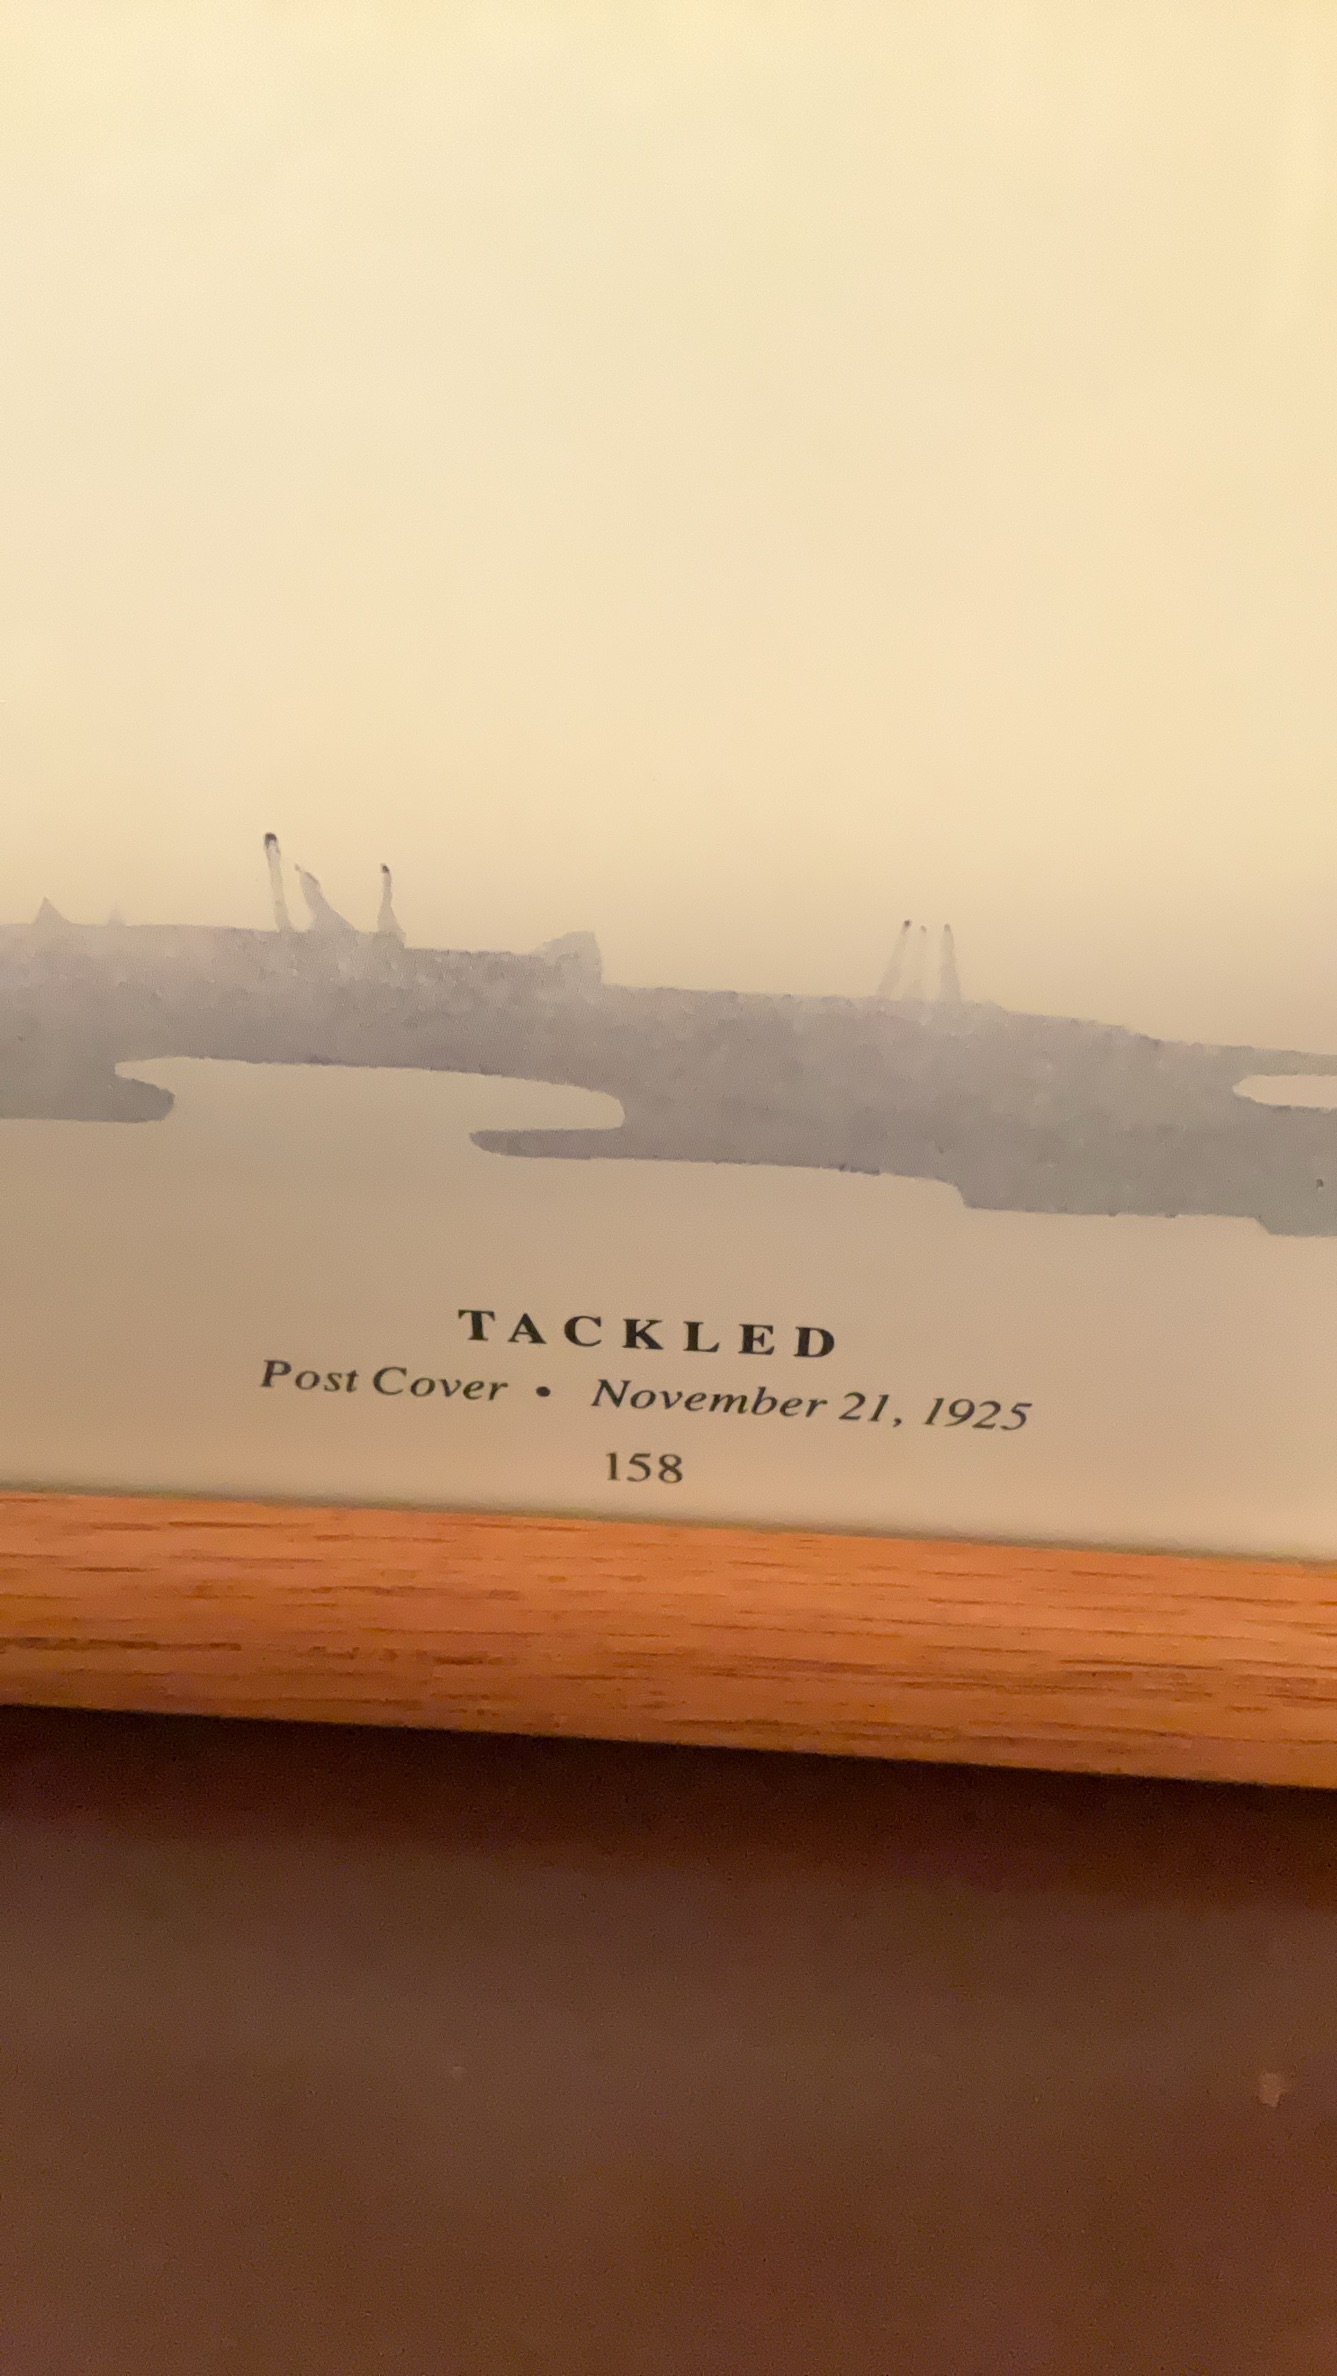 TACKLED
Post Cover • November 21, 1925
158